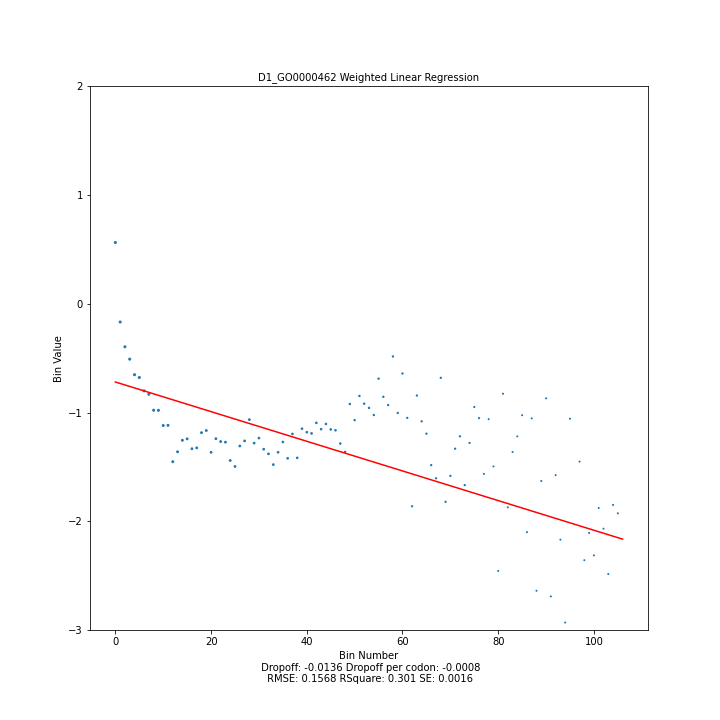 D1_GO0000462 Weighted Linear Regression
2
1
0
−1
−2
−3
Bin Value
0
20
40
60
80
100
Bin Number
Dropoff: -0.0136 Dropoff per codon: -0.0008
RMSE: 0.1568 RSquare: 0.301 SE: 0.0016